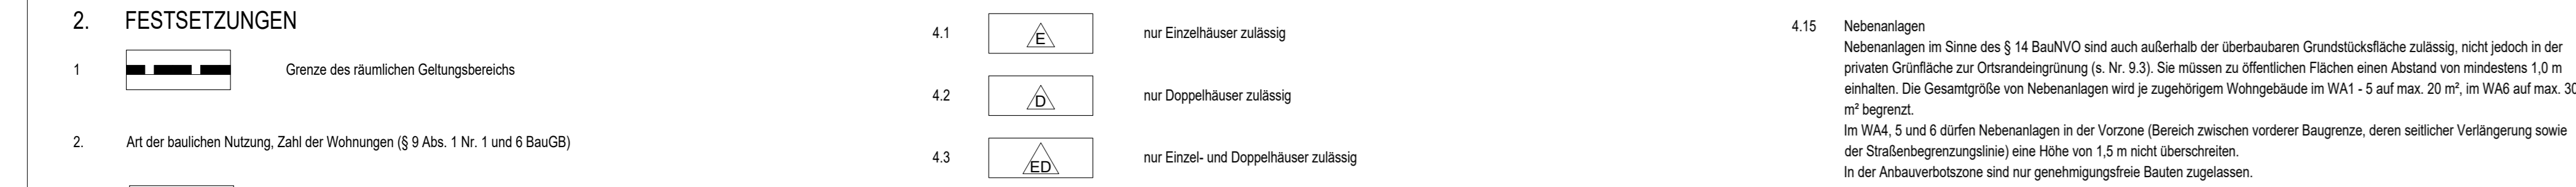 2. FESTSETZUNGEN
1 Grenze des räumlichen Geltungsbereichs
2. Art der baulichen Nutzung, Zahl der Wohnungen (§ 9 Abs. 1 Nr. 1 und 6 BauGB)
4.1 E nur Einzelhäuser zulässig
4.2 D nur Doppelhäuser zulässig
4.3 ED nur Einzel- und Doppelhäuser zulässig
4.15 Nebenanlagen
Nebenanlagen im Sinne des § 14 BauNVO sind auch außerhalb der überbaubaren Grundstücksfläche zulässig, nicht jedoch in der
privaten Grünfläche zur Ortsrandeingrünung (s. Nr. 9.3). Sie müssen zu öffentlichen Flächen einen Abstand von mindestens 1,0 m
einhalten. Die Gesamtgröße von Nebenanlagen wird je zugehörigem Wohngebäude im WA1 - 5 auf max. 20 m², im WA6 auf max. 30
m² begrenzt.
Im WA4, 5 und 6 dürfen Nebenanlagen in der Vorzone (Bereich zwischen vorderer Baugrenze, deren seitlicher Verlängerung sowie
der Straßenbegrenzungslinie) eine Höhe von 1,5 m nicht überschreiten.
In der Anbauverbotszone sind nur genehmigungsfreie Bauten zugelassen.